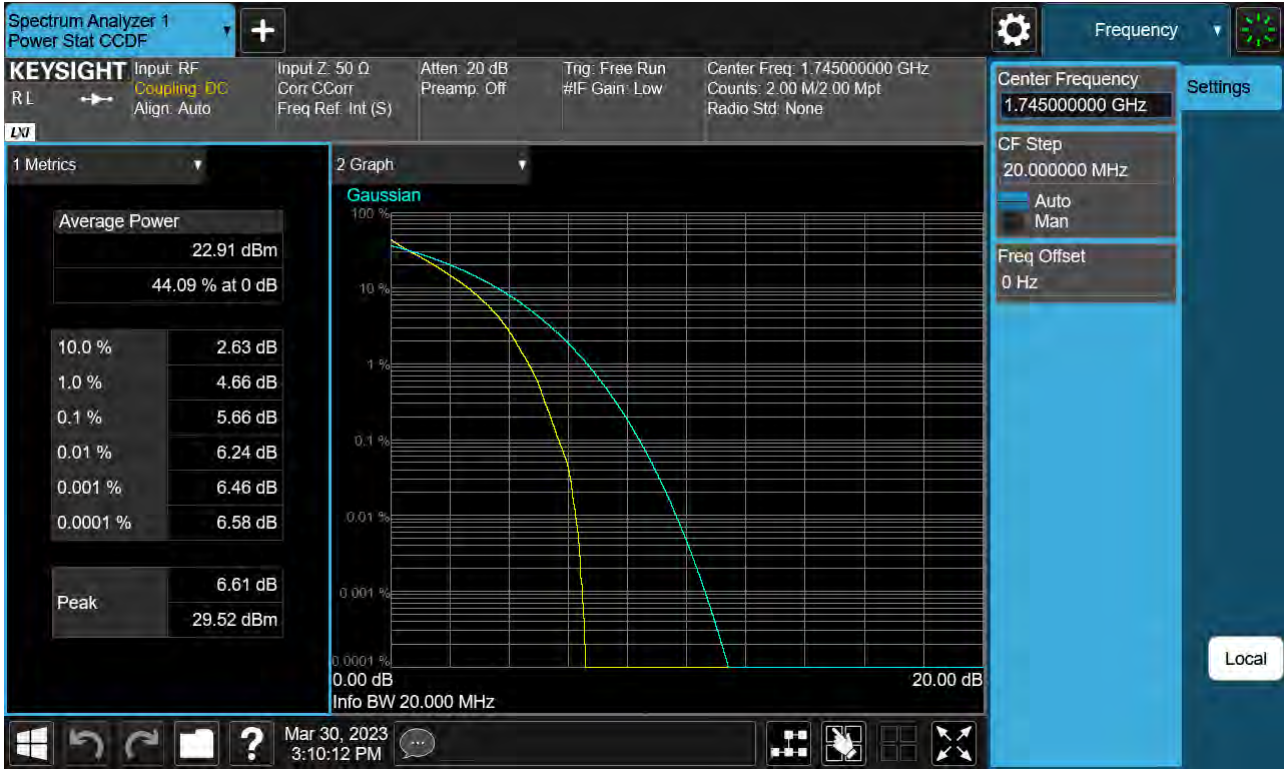 Spectrum Analyzer 1
Power Stat CCDF
+
Frequency
KEYSIGHT
R L
LXI
Input: RF
Coupling: DC
Align: Auto
Input Z: 50 Ω
Corr CCorr
Freq Ref: Int (S)
Atten: 20 dB
Preamp: Off
Trig: Free Run
#IF Gain: Low
Center Freq: 1.745000000 GHz
Counts: 2.00 M/2.00 Mpt
Radio Std: None
Center Frequency
1.745000000 GHz
Settings
CF Step
20.000000 MHz
Auto
Man
Freq Offset
0 Hz
1 Metrics
Average Power
22.91 dBm
44.09 % at 0 dB
10.0 % 2.63 dB
1.0 % 4.66 dB
0.1 % 5.66 dB
0.01 % 6.24 dB
0.001 % 6.46 dB
0.0001 % 6.58 dB
Peak 6.61 dB
29.52 dBm
2 Graph
Gaussian
100 %
10 %
1 %
0.1 %
0.01 %
0.001 %
0.0001 %
0.00 dB 20.00 dB
Info BW 20.000 MHz
Local
?
Mar 30, 2023
3:10:12 PM